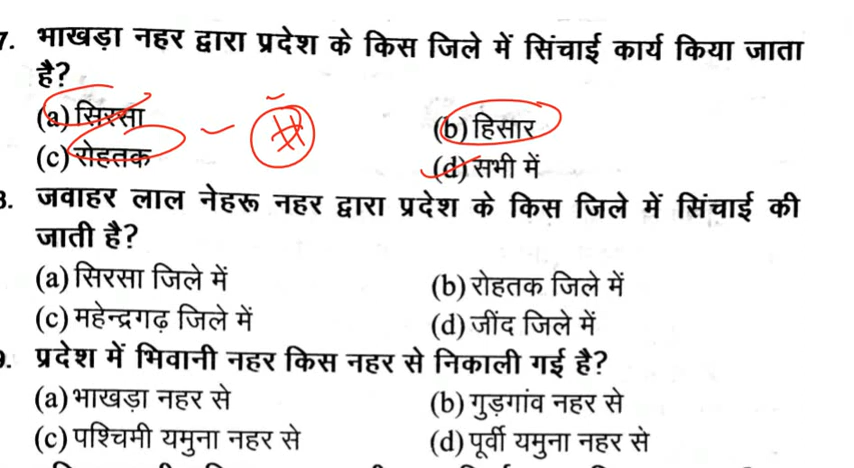 7. भाखड़ा नहर द्वारा प्रदेश के किस जिले में सिंचाई कार्य किया जाता
है?
(a) सिरसा (b) हिसार
(c) रोहतक (d) सभी में
8. जवाहर लाल नेहरू नहर द्वारा प्रदेश के किस जिले में सिंचाई की
जाती है?
(a) सिरसा जिले में (b) रोहतक जिले में
(c) महेन्द्रगढ़ जिले में (d) जींद जिले में
9. प्रदेश में भिवानी नहर किस नहर से निकाली गई है?
(a) भाखड़ा नहर से (b) गुड़गांव नहर से
(c) पश्चिमी यमुना नहर से (d) पूर्वी यमुना नहर से